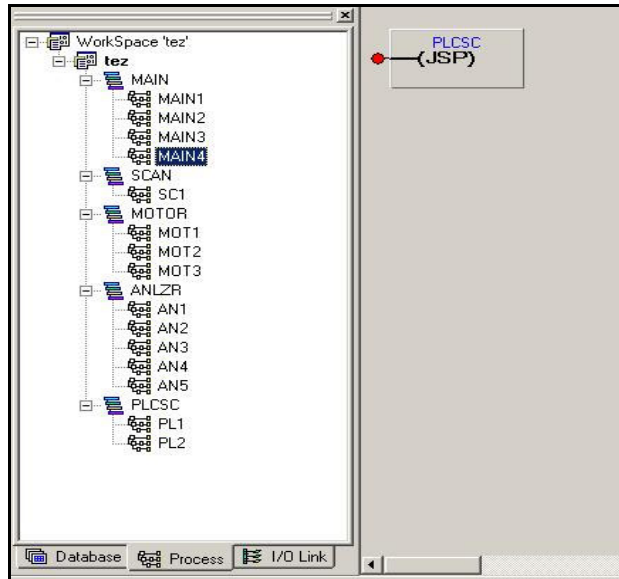 WorkSpace 'tez'
tez
MAIN
MAIN1
MAIN2
MAIN3
MAIN4
SCAN
SC1
MOTOR
MOT1
MOT2
MOT3
ANLZR
AN1
AN2
AN3
AN4
AN5
PLCSC
PL1
PL2
Database Process I/O Link
PLCSC
(JSP)